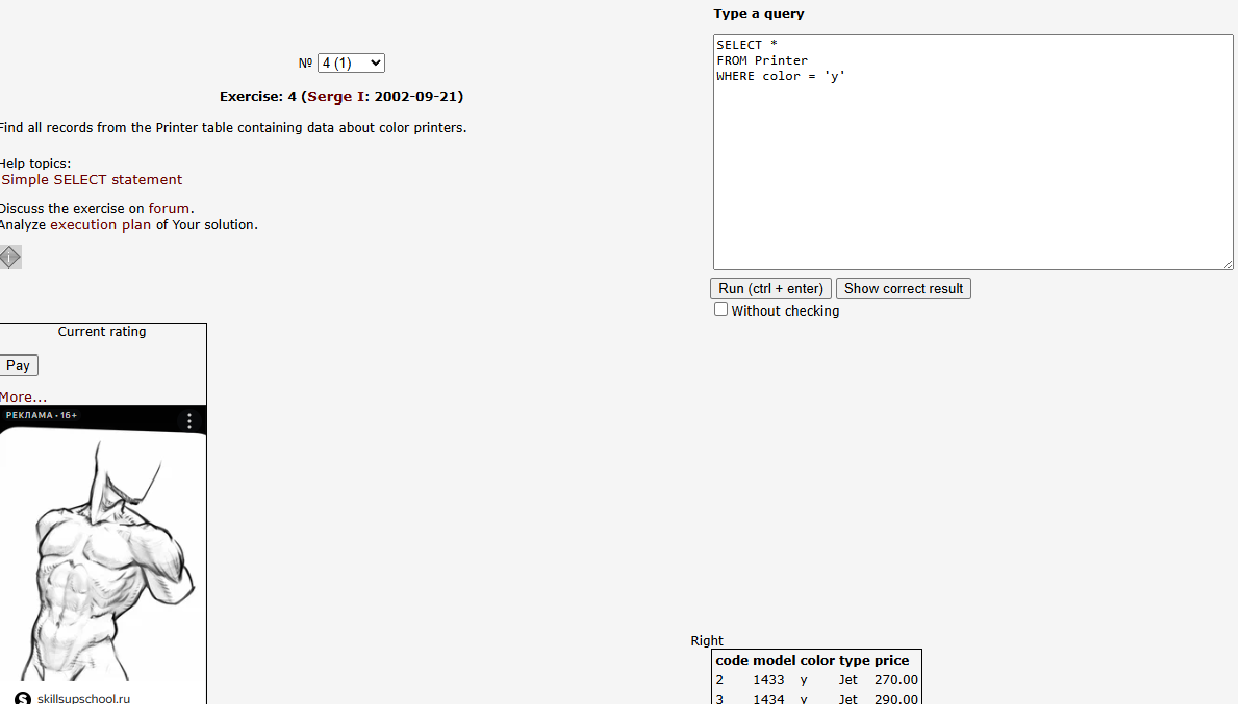 № 4 (1)
Exercise: 4 (Serge I: 2002-09-21)
Find all records from the Printer table containing data about color printers.
Help topics:
Simple SELECT statement
Discuss the exercise on forum.
Analyze execution plan of Your solution.
Current rating
Pay
More...
РЕКЛАМА • 16+
skillsupschool.ru
Type a query
SELECT *
FROM Printer
WHERE color = 'y'
Run (ctrl + enter) Show correct result
Without checking
Right
code model color type price
2 1433 y Jet 270.00
3 1434 y Jet 290.00